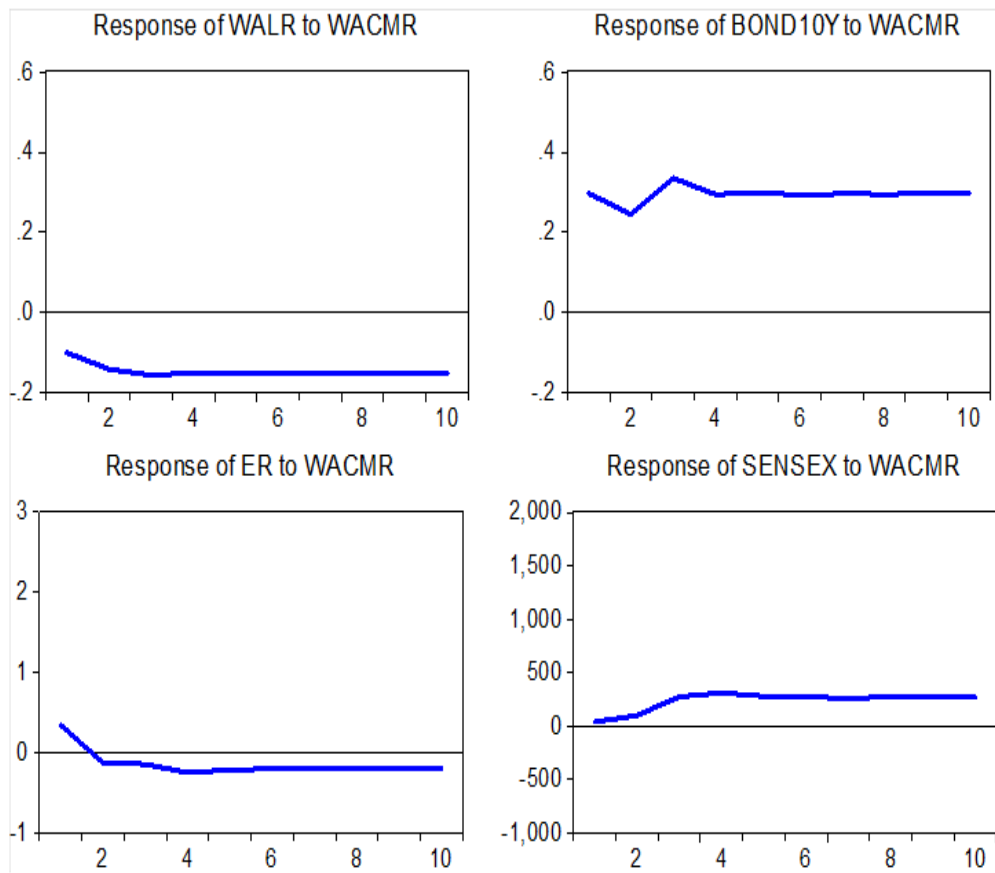 Response of WALR to WACMR
.6
.4
.2
.0
-.2
2 4 6 8 10
Response of BOND10Y to WACMR
.6
.4
.2
.0
-.2
2 4 6 8 10
Response of ER to WACMR
3
2
1
0
-1
2 4 6 8 10
Response of SENSEX to WACMR
2,000
1,500
1,000
500
0
-500
-1,000
2 4 6 8 10